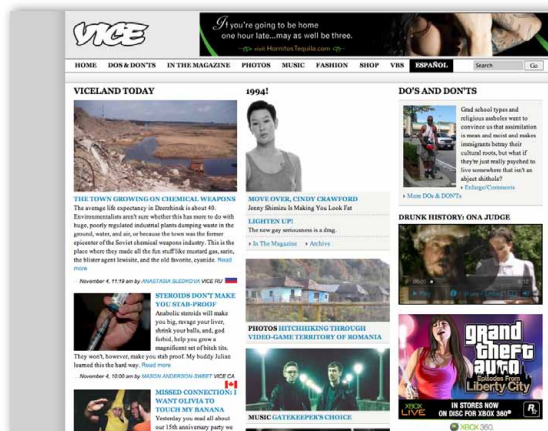 VICE
If you're going to be home
one hour late...may as well be three.
visit HornitosTequila.com
HOME DOS & DON'TS IN THE MAGAZINE PHOTOS MUSIC FASHION SHOP VBS ESPAÑOL
Search Go
VICELAND TODAY
THE TOWN GROWING ON CHEMICAL WEAPONS
The average life expectancy in Dzerzhinsk is about 40.
Environmentalists aren't sure whether this has more to do with
huge, poorly regulated industrial plants dumping waste in the
ground, water, and air, or because the town was the former
epicenter of the Soviet chemical weapons industry. This is the
place where they made all the fun stuff like mustard gas, sarin,
the blister agent lewisite, and the old favorite, cyanide. Read
more
November 4, 11:19 am by ANASTASIA SLEDKOVA VICE RU
STEROIDS DON'T MAKE
YOU STAB-PROOF
Anabolic steroids will make
you big, ravage your liver,
shrink your balls, and, god
forbid, help you grow a
magnificent set of bitch tits.
They won't, however, make you stab proof. My buddy Julian
learned this the hard way. Read more
November 4, 10:00 am by MASON ANDERSON-SWEET VICE CA
MISSED CONNECTION: I
WANT OLIVIA TO
TOUCH MY BANANA
Yesterday you read all about
our 15th anniversary party we
1994!
MOVE OVER, CINDY CRAWFORD
Jenny Shimizu Is Making You Look Fat
LIGHTEN UP!
The new gay seriousness is a drag.
In The Magazine Archive
PHOTOS HITCHHIKING THROUGH
VIDEO-GAME TERRITORY OF ROMANIA
MUSIC GATEKEEPER'S CHOICE
DO'S AND DON'TS
Grad school types and
religious assholes want to
convince us that assimilation
is mean and racist and makes
immigrants betray their
cultural roots, but what if
they're just really psyched to
live somewhere that isn't an
abject shithole?
Enlarge/Comments
More DOs & DON'Ts
DRUNK HISTORY: ONA JUDGE
00:00
Play
grand
theft
auto
Episodes From
Liberty City
XBOX
LIVE
IN STORES NOW
ON DISC FOR XBOX 360
R
XBOX 360.